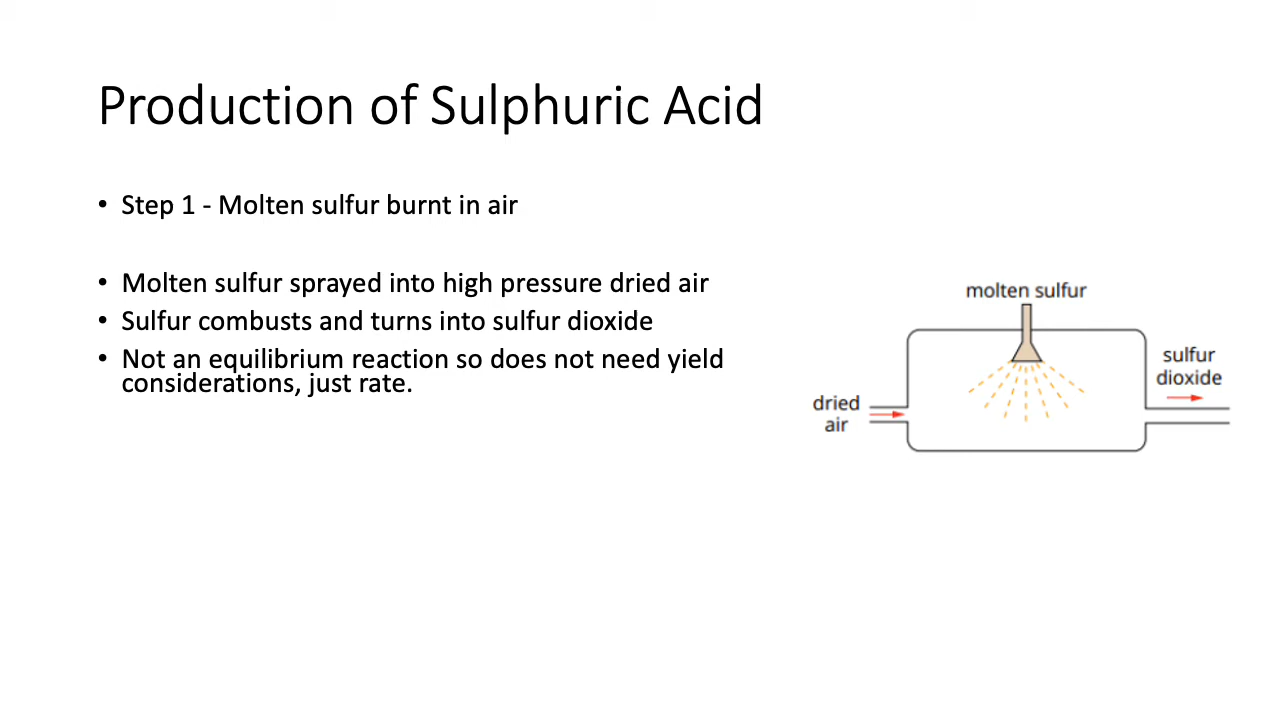 Production of Sulphuric Acid
• Step 1 - Molten sulfur burnt in air
• Molten sulfur sprayed into high pressure dried air
• Sulfur combusts and turns into sulfur dioxide
• Not an equilibrium reaction so does not need yield
considerations, just rate.
molten sulfur
sulfur
dioxide
dried
air